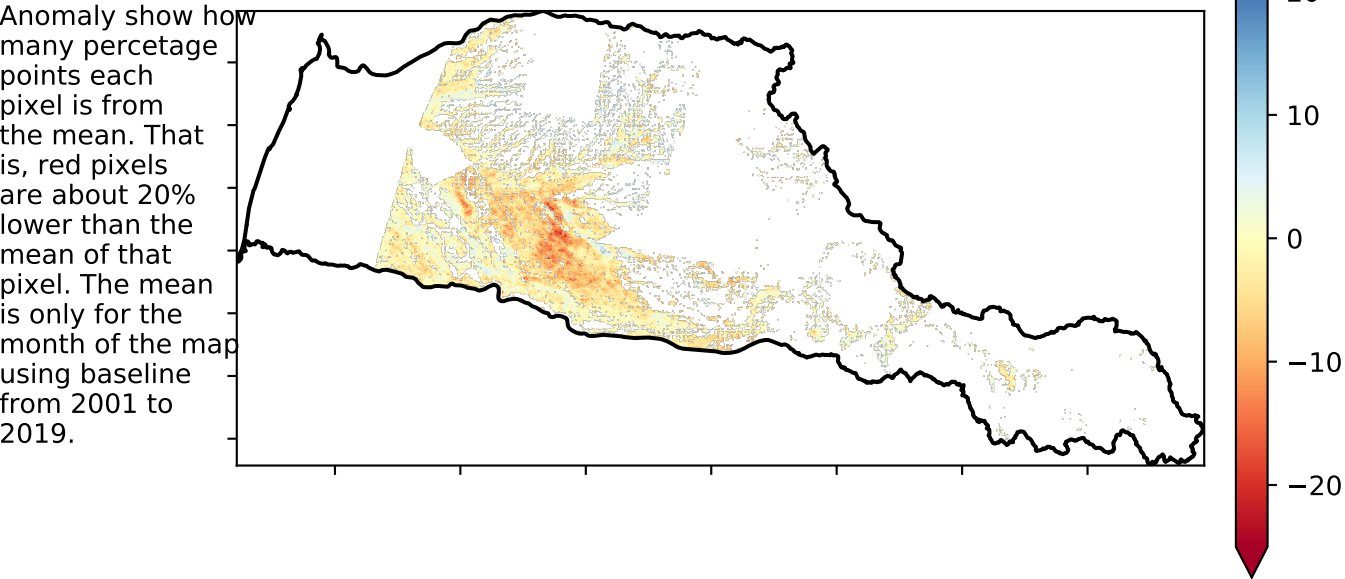 Anomaly show how
many percetage
points each
pixel is from
the mean. That
is, red pixels
are about 20%
lower than the
mean of that
pixel. The mean
is only for the
month of the map
using baseline
from 2001 to
2019.
10
0
−10
−20